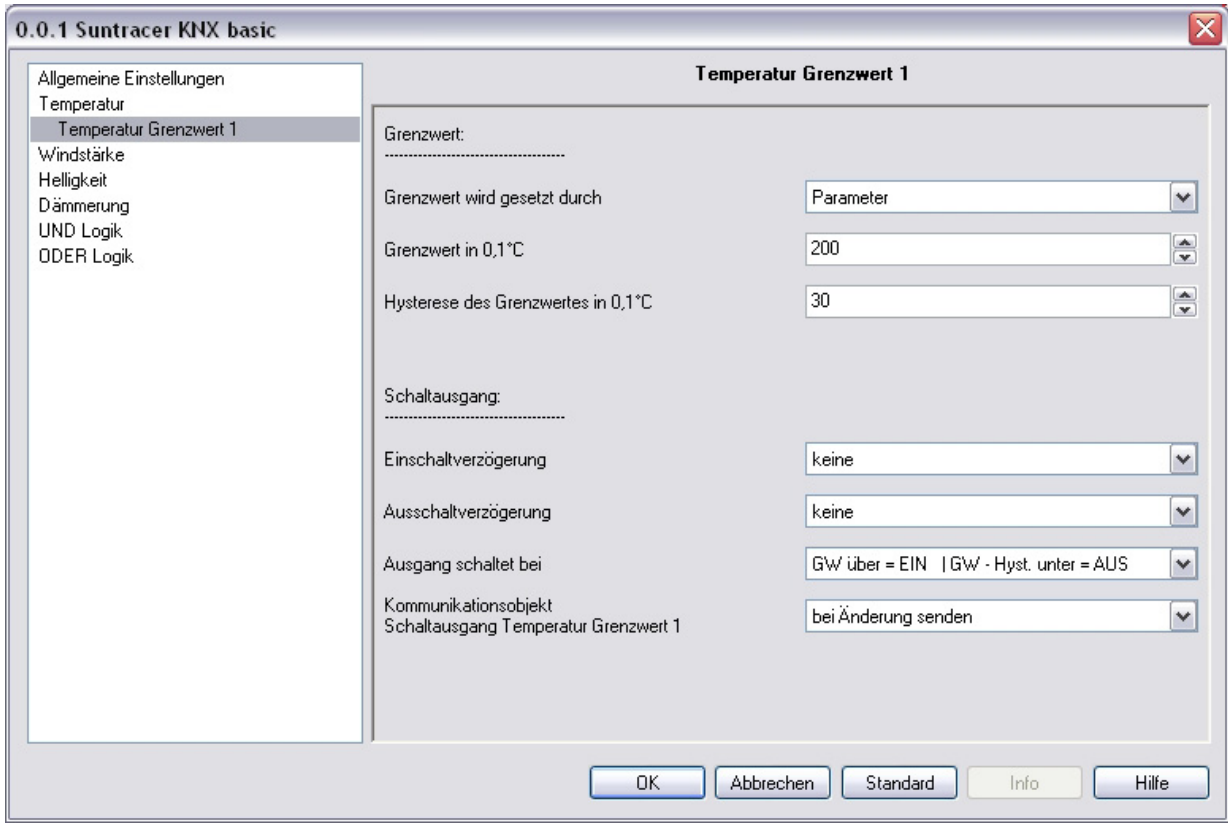 0.0.1 Suntracer KNX basic
Allgemeine Einstellungen
Temperatur
Temperatur Grenzwert 1
Windstärke
Helligkeit
Dämmerung
UND Logik
ODER Logik
Temperatur Grenzwert 1
Grenzwert:
-------------------------------------
Grenzwert wird gesetzt durch
Parameter
Grenzwert in 0,1°C
200
Hysterese des Grenzwertes in 0,1°C
30
Schaltausgang:
-------------------------------------
Einschaltverzögerung
keine
Ausschaltverzögerung
keine
Ausgang schaltet bei
GW über = EIN | GW - Hyst. unter = AUS
Kommunikationsobjekt
Schaltausgang Temperatur Grenzwert 1
bei Änderung senden
OK
Abbrechen
Standard
Info
Hilfe